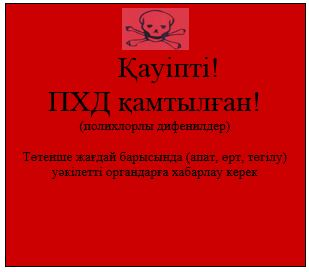 Қауіпті!
ПХД қамтылған!
(полихлорлы дифенилдер)
Төтенше жағдай барысында (апат, өрт, төгілу)
уәкілетті органдарға хабарлау керек